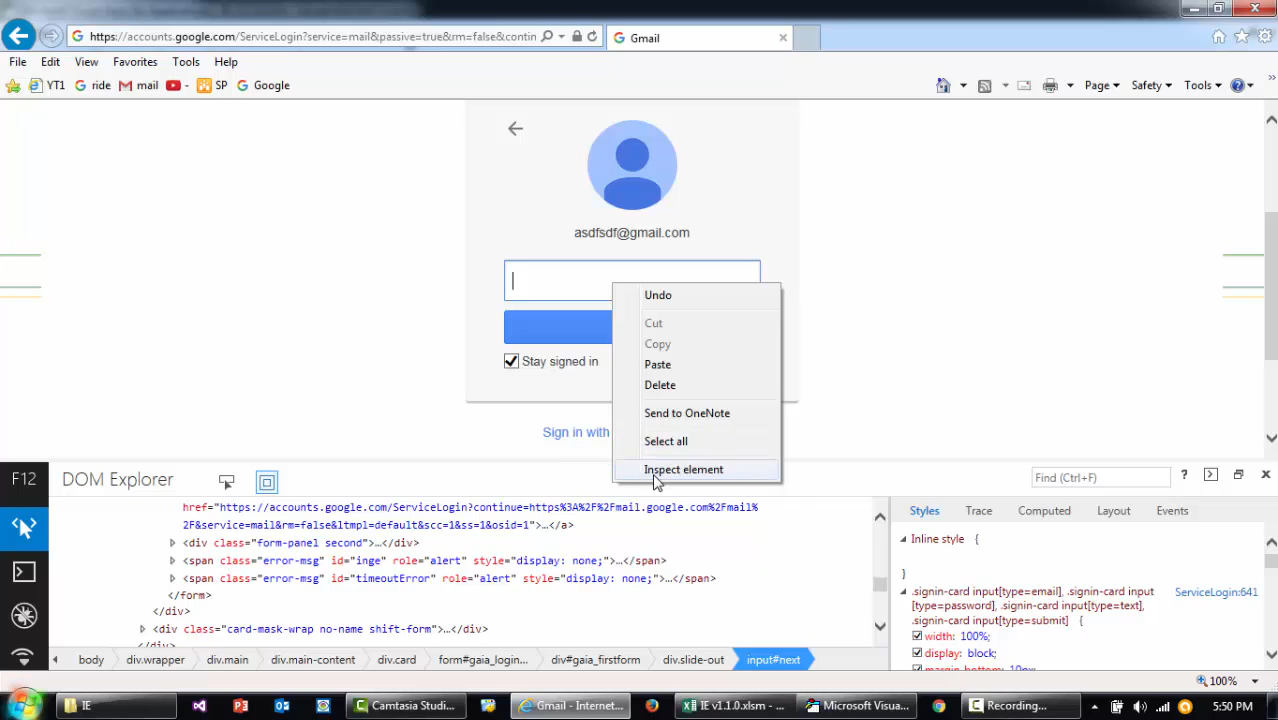 https://accounts.google.com/ServiceLogin?service=mail&passive=true&rm=false&contin
Gmail
File Edit View Favorites Tools Help
YT1 ride mail SP Google
Page Safety Tools
asdfsdf@gmail.com
Stay signed in
Sign in with
Undo
Cut
Copy
Paste
Delete
Send to OneNote
Select all
Inspect element
F12 DOM Explorer Find (Ctrl+F) ?
href="https://accounts.google.com/ServiceLogin?continue=https%3A%2F%2Fmail.google.com%2Fmail%
2F&service=mail&rm=false&ltmpl=default&scc=1&ss=1&osid=1">…</a>
<div class="form-panel second">…</div>
<span class="error-msg" id="inge" role="alert" style="display: none;">…</span>
<span class="error-msg" id="timeoutError" role="alert" style="display: none;">…</span>
</form>
</div>
<div class="card-mask-wrap no-name shift-form">…</div>
</div>
body div.wrapper div.main div.main-content div.card form#gaia_login... div#gaia_firstform div.slide-out input#next
Styles Trace Computed Layout Events
Inline style {
}
.signin-card input[type=email], .signin-card input ServiceLogin:641
[type=password], .signin-card input[type=text],
.signin-card input[type=submit] {
width: 100%;
display: block;
margin-bottom: 10px;
100%
IE Camtasia Studio... Gmail - Internet... IE v1.1.0.xlsm - ... Microsoft Visua... Recording... 5:50 PM